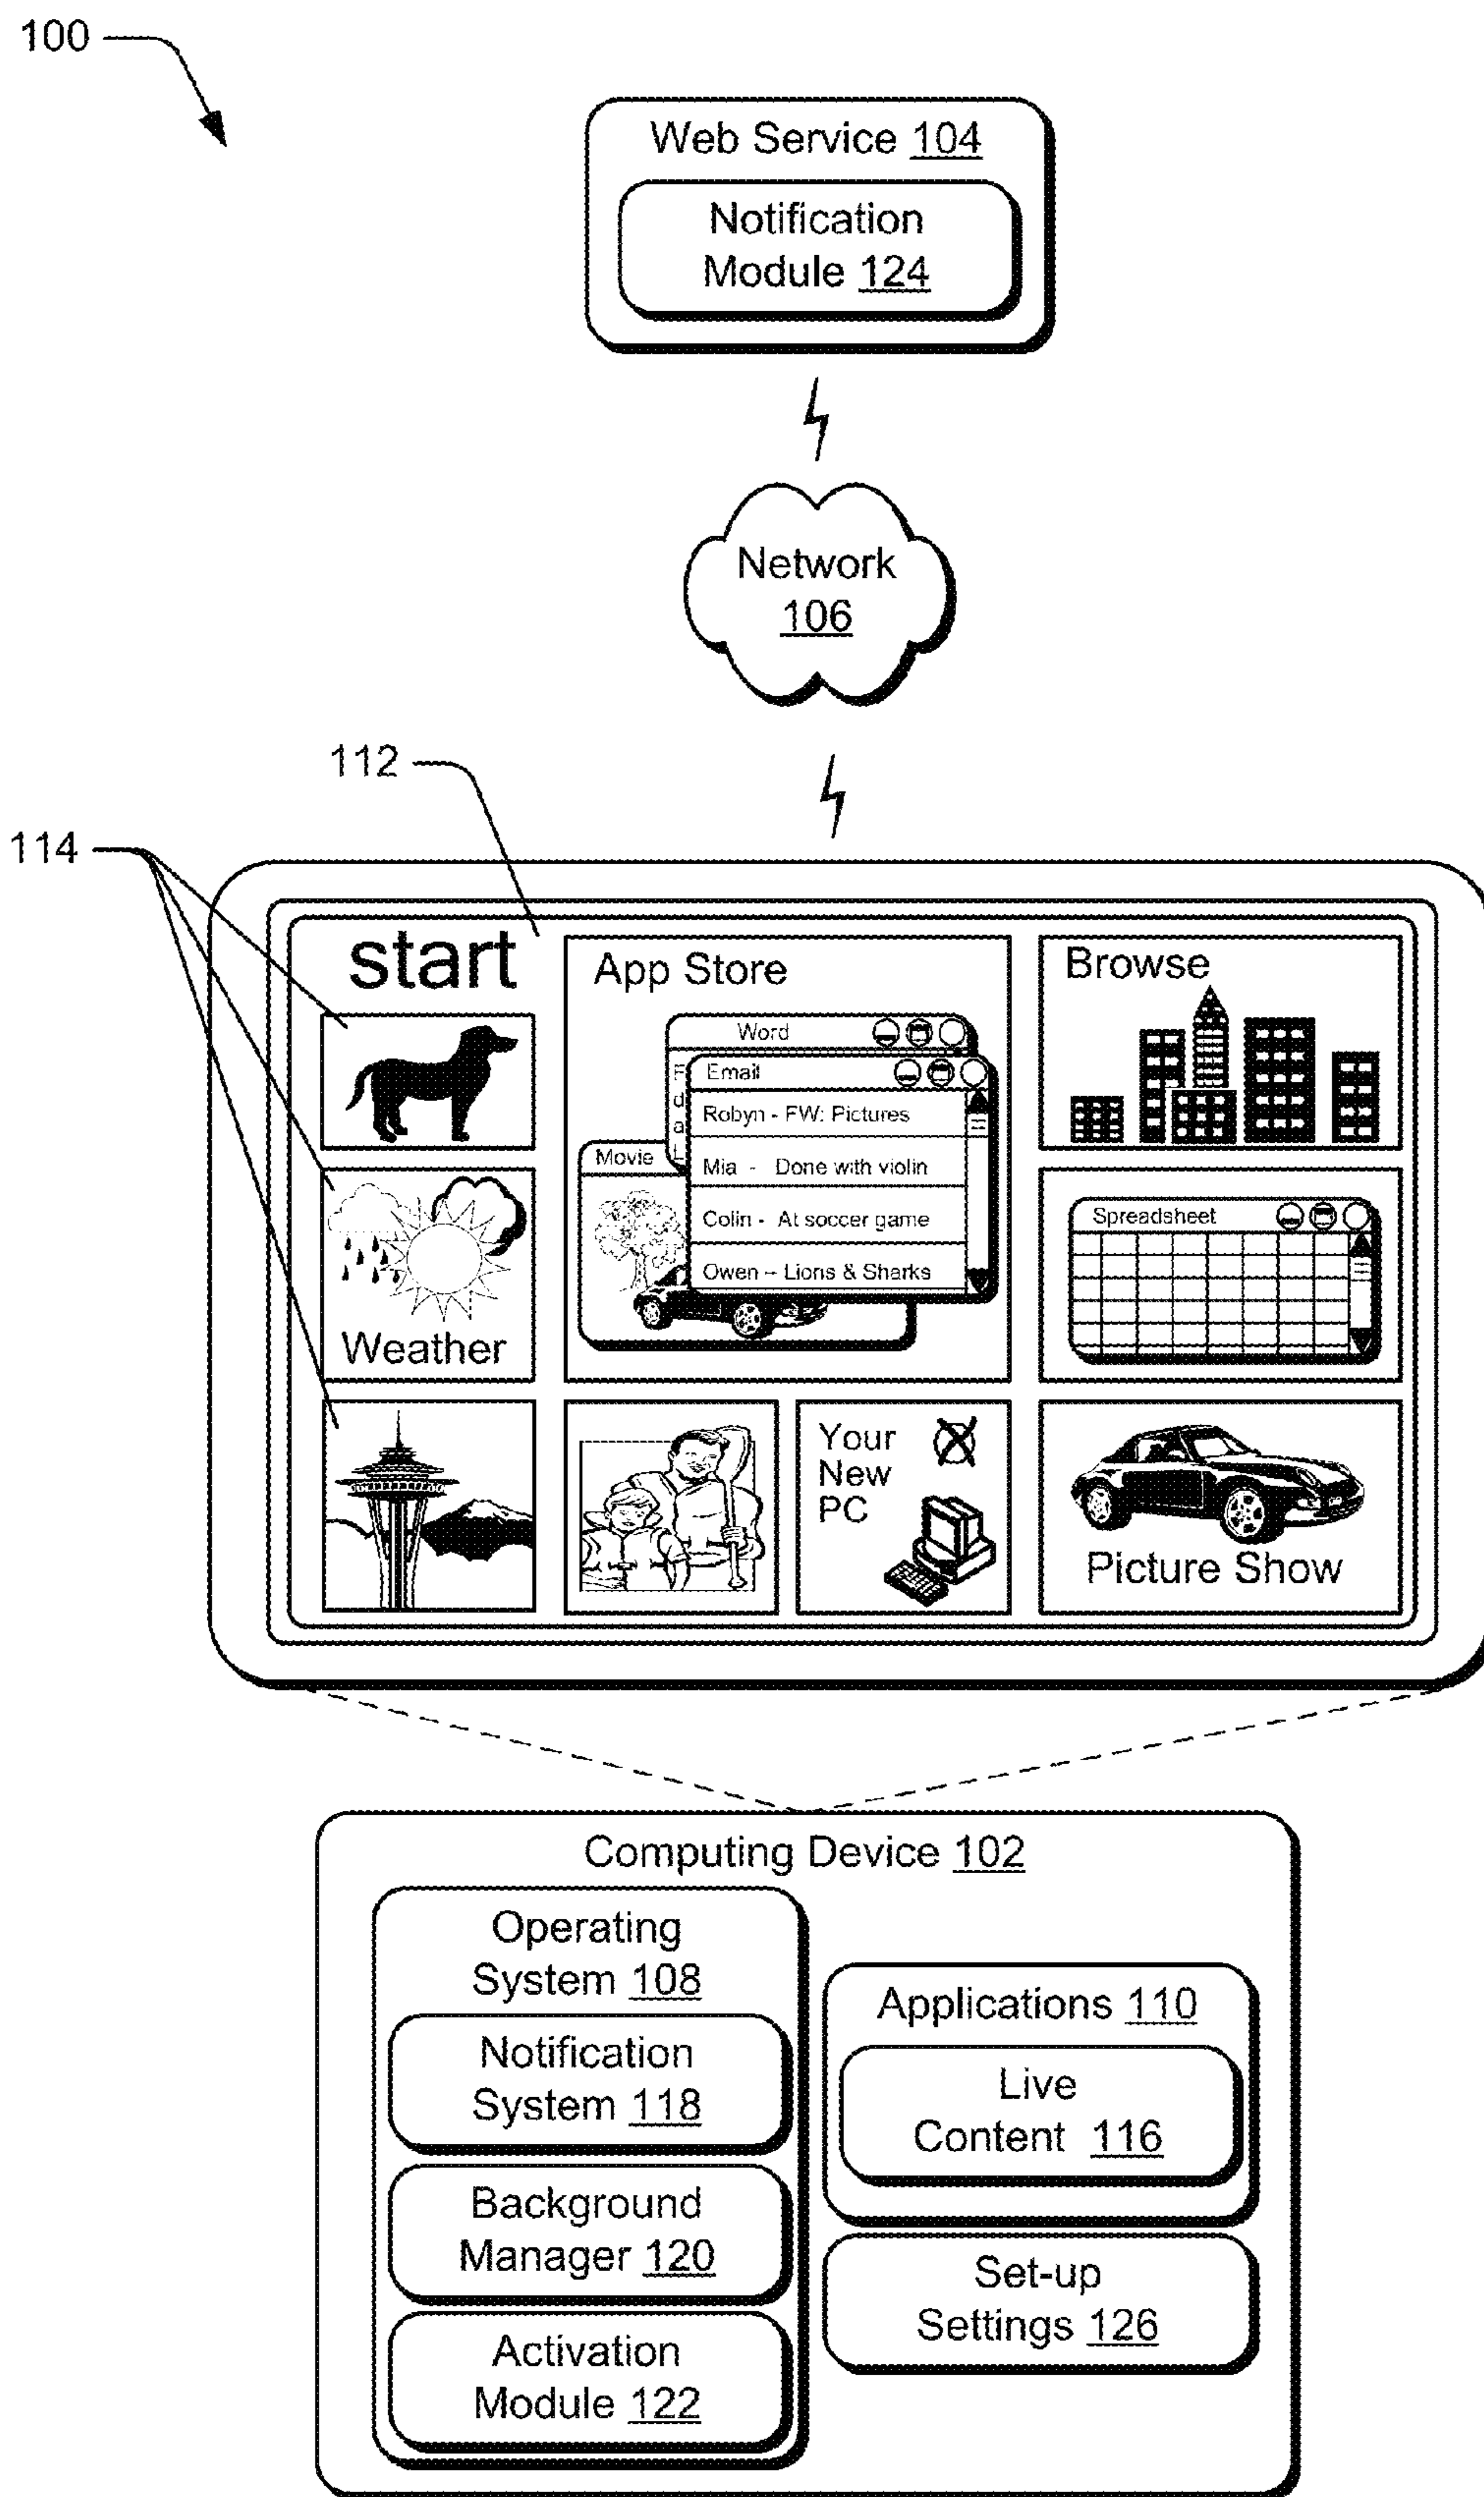 100
Web Service 104
Notification
Module 124
Network
106
112
114
start
App Store
Browse
Word
F
Email
d
Robyn - FW: Pictures
a
L
Movie
Mia - Done with violin
Colin - At soccer game
Owen – Lions & Sharks
Weather
Spreadsheet
Your
New
PC
Picture Show
Computing Device 102
Operating
System 108
Notification
System 118
Background
Manager 120
Activation
Module 122
Applications 110
Live
Content 116
Set-up
Settings 126